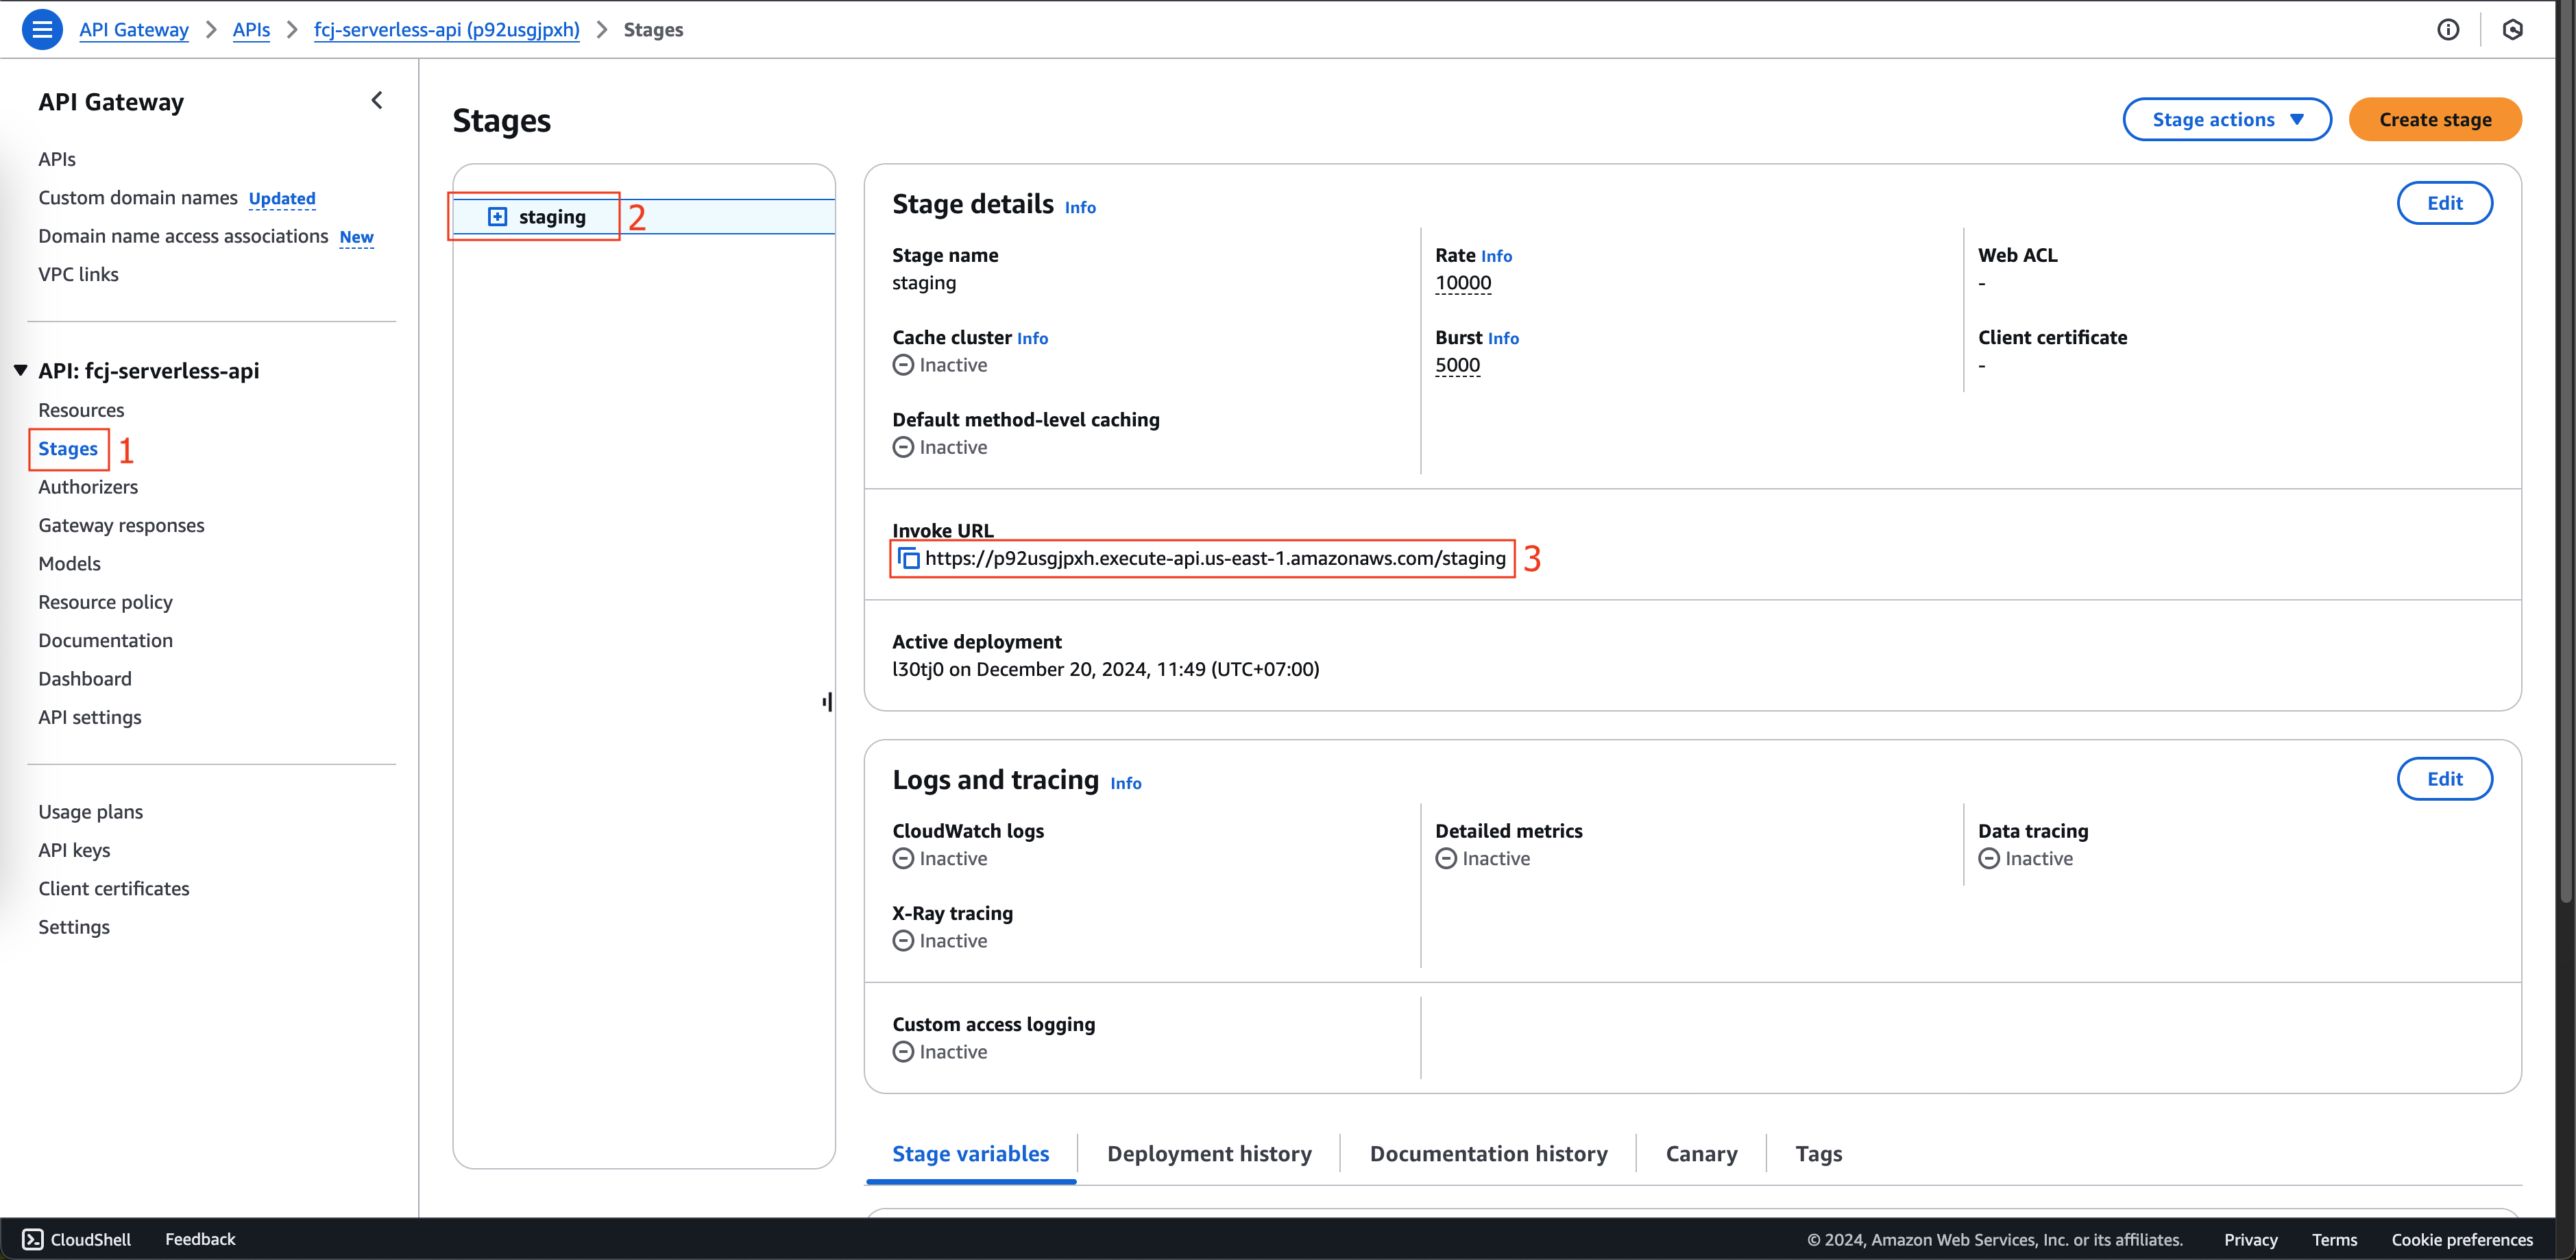 API Gateway > APIs > fcj-serverless-api (p92usgjpxh) > Stages
API Gateway
APIs
Custom domain names Updated
Domain name access associations New
VPC links
API: fcj-serverless-api
Resources
Stages 1
Authorizers
Gateway responses
Models
Resource policy
Documentation
Dashboard
API settings
Usage plans
API keys
Client certificates
Settings
Stages
Stage actions
Create stage
staging 2
Stage details Info
Edit
Stage name
staging
Rate Info
10000
Web ACL
-
Cache cluster Info
Inactive
Burst Info
5000
Client certificate
-
Default method-level caching
Inactive
Invoke URL
https://p92usgjpxh.execute-api.us-east-1.amazonaws.com/staging 3
Active deployment
l30tj0 on December 20, 2024, 11:49 (UTC+07:00)
Logs and tracing Info
Edit
CloudWatch logs
Inactive
Detailed metrics
Inactive
Data tracing
Inactive
X-Ray tracing
Inactive
Custom access logging
Inactive
Stage variables
Deployment history
Documentation history
Canary
Tags
CloudShell
Feedback
© 2024, Amazon Web Services, Inc. or its affiliates.
Privacy
Terms
Cookie preferences